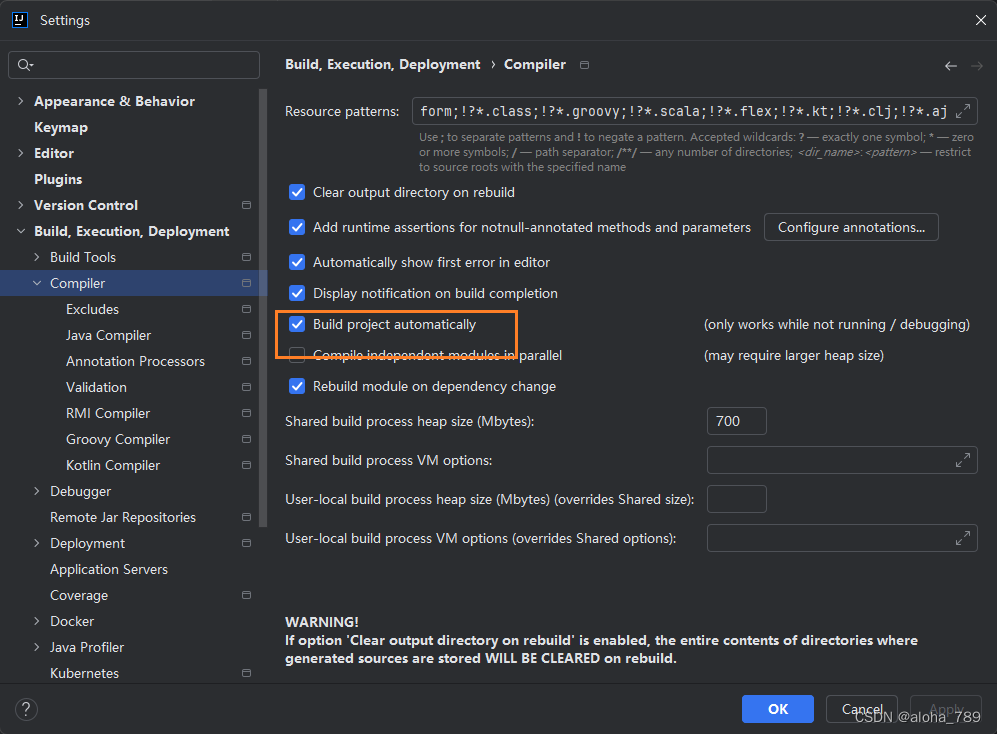 IJ Settings
Appearance & Behavior
Keymap
Editor
Plugins
Version Control
Build, Execution, Deployment
Build Tools
Compiler
Excludes
Java Compiler
Annotation Processors
Validation
RMI Compiler
Groovy Compiler
Kotlin Compiler
Debugger
Remote Jar Repositories
Deployment
Application Servers
Coverage
Docker
Java Profiler
Kubernetes
Build, Execution, Deployment › Compiler
Resource patterns: form;!?*.class;!?*.groovy;!?*.scala;!?*.flex;!?*.kt;!?*.clj;!?*.aj
Use ; to separate patterns and ! to negate a pattern. Accepted wildcards: ? — exactly one symbol; * — zero
or more symbols; / — path separator; /**/ — any number of directories; <dir_name>:<pattern> — restrict
to source roots with the specified name
Clear output directory on rebuild
Add runtime assertions for notnull-annotated methods and parameters Configure annotations...
Automatically show first error in editor
Display notification on build completion
Build project automatically (only works while not running / debugging)
Compile independent modules in parallel (may require larger heap size)
Rebuild module on dependency change
Shared build process heap size (Mbytes): 700
Shared build process VM options:
User-local build process heap size (Mbytes) (overrides Shared size):
User-local build process VM options (overrides Shared options):
WARNING!
If option 'Clear output directory on rebuild' is enabled, the entire contents of directories where
generated sources are stored WILL BE CLEARED on rebuild.
? OK Cancel Apply
CSDN @aloha_789